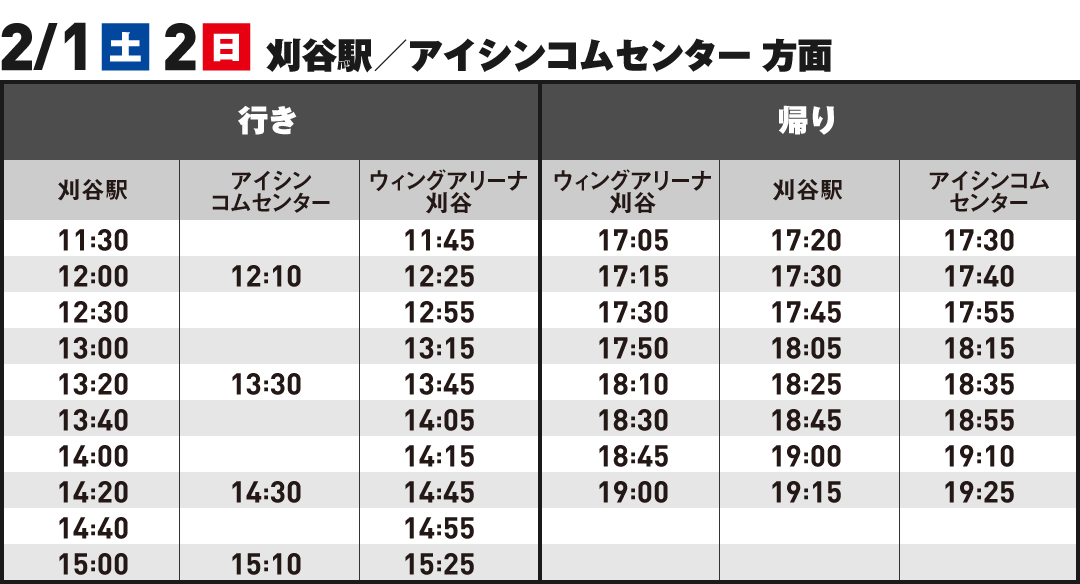 2/1 土 2 日 刈谷駅／アイシンコムセンター 方面
行き 帰り
刈谷駅 アイシン コムセンター ウィングアリーナ 刈谷 ウィングアリーナ 刈谷 刈谷駅 アイシンコム センター
11:30 11:45 17:05 17:20 17:30
12:00 12:10 12:25 17:15 17:30 17:40
12:30 12:55 17:30 17:45 17:55
13:00 13:15 17:50 18:05 18:15
13:20 13:30 13:45 18:10 18:25 18:35
13:40 14:05 18:30 18:45 18:55
14:00 14:15 18:45 19:00 19:10
14:20 14:30 14:45 19:00 19:15 19:25
14:40 14:55
15:00 15:10 15:25